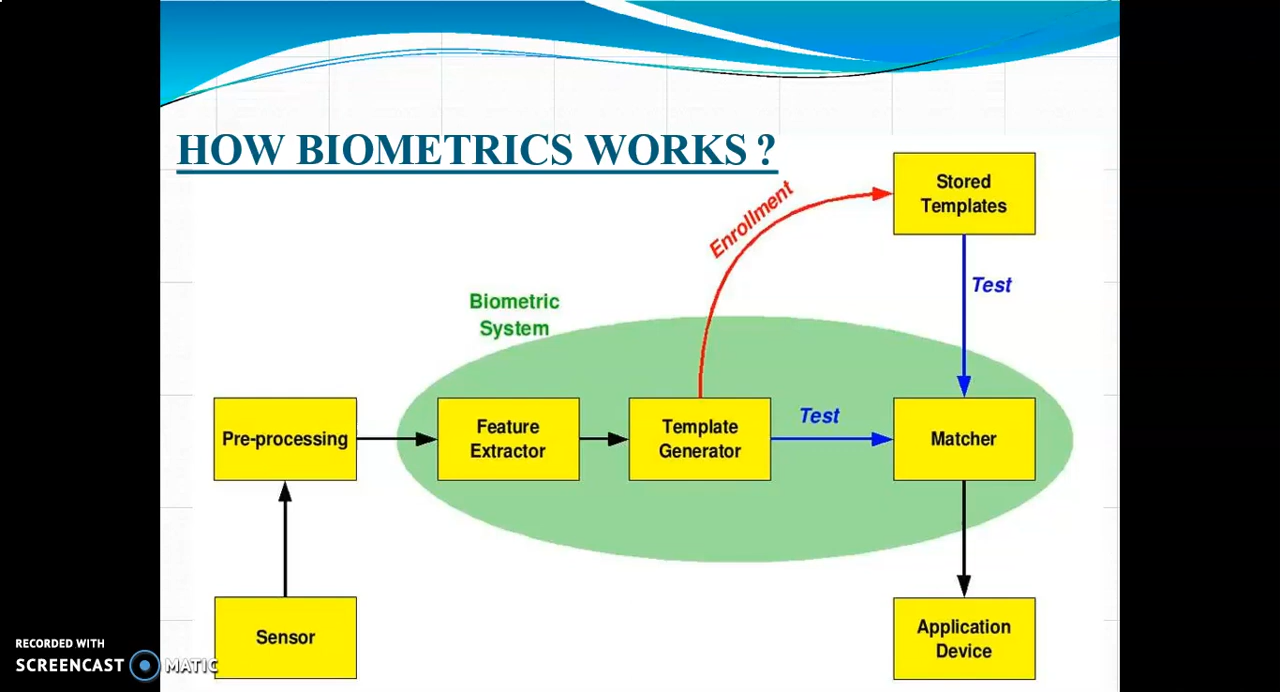 HOW BIOMETRICS WORKS ?
Stored
Templates
Enrollment
Test
Biometric
System
Pre-processing
Feature
Extractor
Template
Generator
Test
Matcher
Sensor
Application
Device
RECORDED WITH
SCREENCAST MATIC